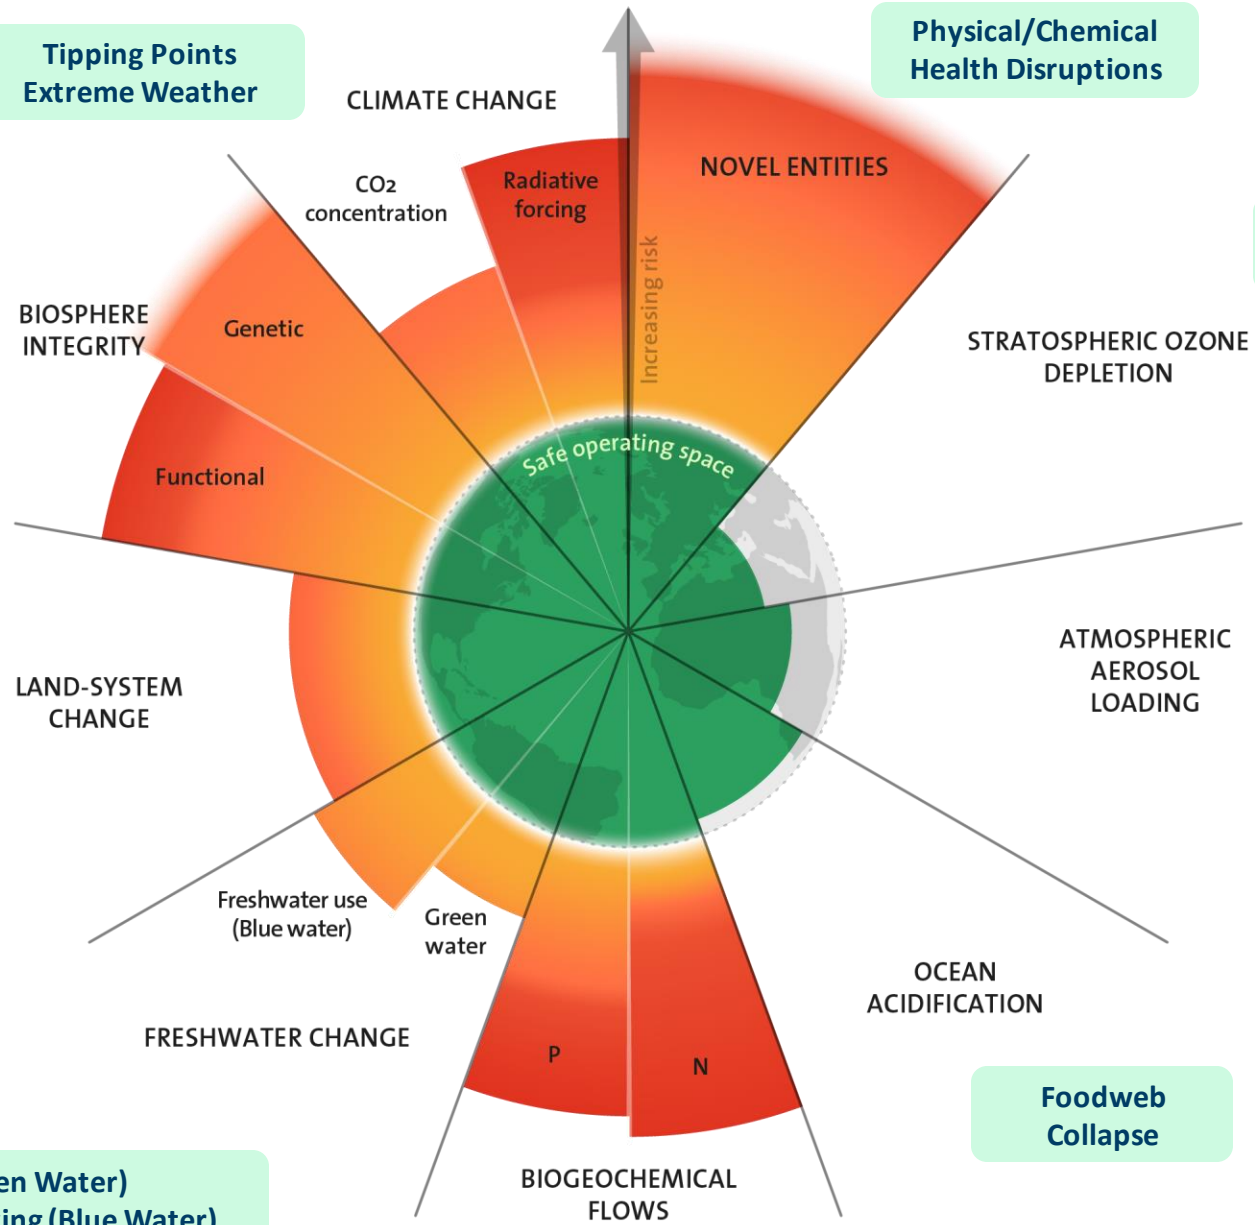 Tipping Points
Extreme Weather
Physical/Chemical
Health Disruptions
CLIMATE CHANGE
CO2
concentration
Radiative
forcing
NOVEL ENTITIES
Increasing risk
BIOSPHERE
INTEGRITY
Genetic
Functional
STRATOSPHERIC OZONE
DEPLETION
Safe operating space
ATMOSPHERIC
AEROSOL
LOADING
LAND-SYSTEM
CHANGE
Freshwater use
(Blue water)
Green
water
FRESHWATER CHANGE
OCEAN
ACIDIFICATION
P
N
Foodweb
Collapse
BIOGEOCHEMICAL
FLOWS
Water)
(Blue Water)